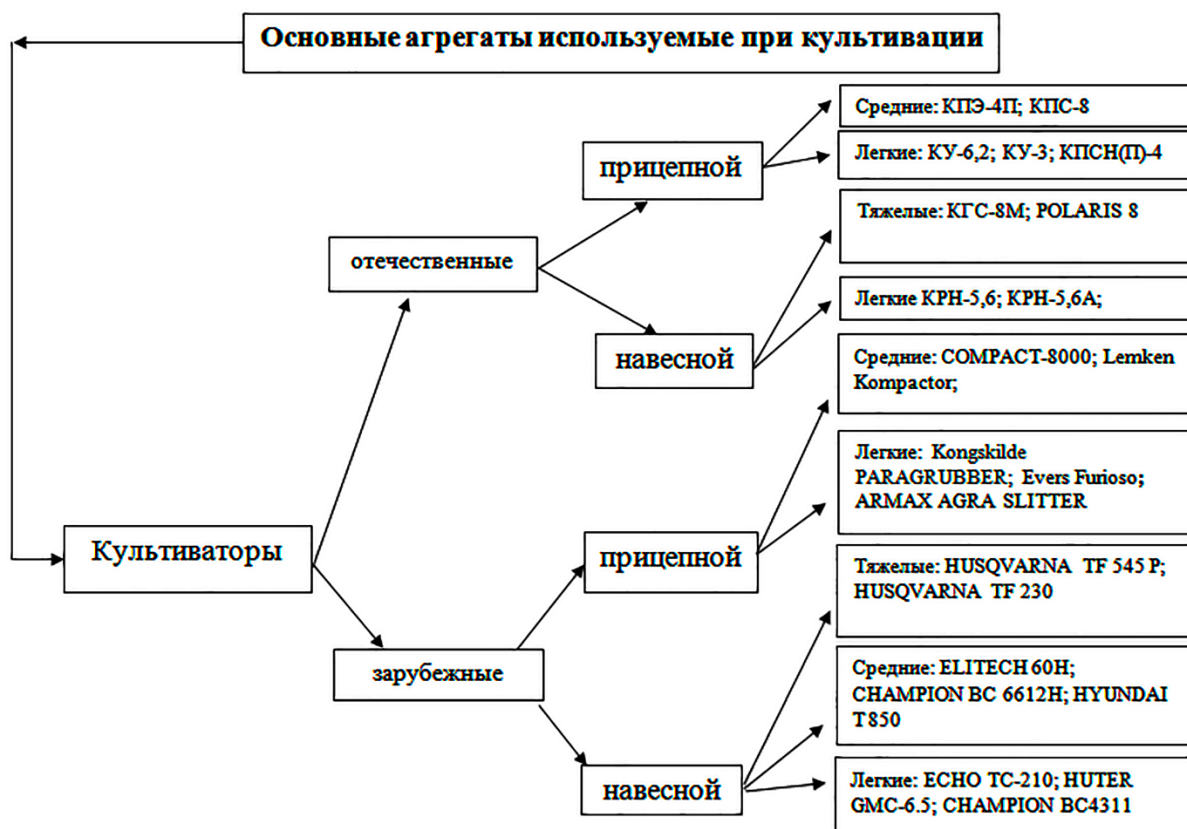 Основные агрегаты используемые при культивации
Средние: КПЭ-4П; КПС-8
прицепной
Легкие: КУ-6,2; КУ-3; КПСН(П)-4
Тяжелые: КГС-8М; POLARIS 8
отечественные
Легкие КРН-5,6; КРН-5,6А;
навесной
Средние: COMPACT-8000; Lemken
Kompactor;
Легкие: Kongskilde
PARAGRUBBER; Evers Furioso;
ARMAX AGRA SLITTER
Культиваторы
прицепной
Тяжелые: HUSQVARNA TF 545 P;
HUSQVARNA TF 230
зарубежные
Средние: ELITECH 60H;
CHAMPION BC 6612H; HYUNDAI
T 850
навесной
Легкие: ECHO TC-210; HUTER
GMC-6.5; CHAMPION BC4311